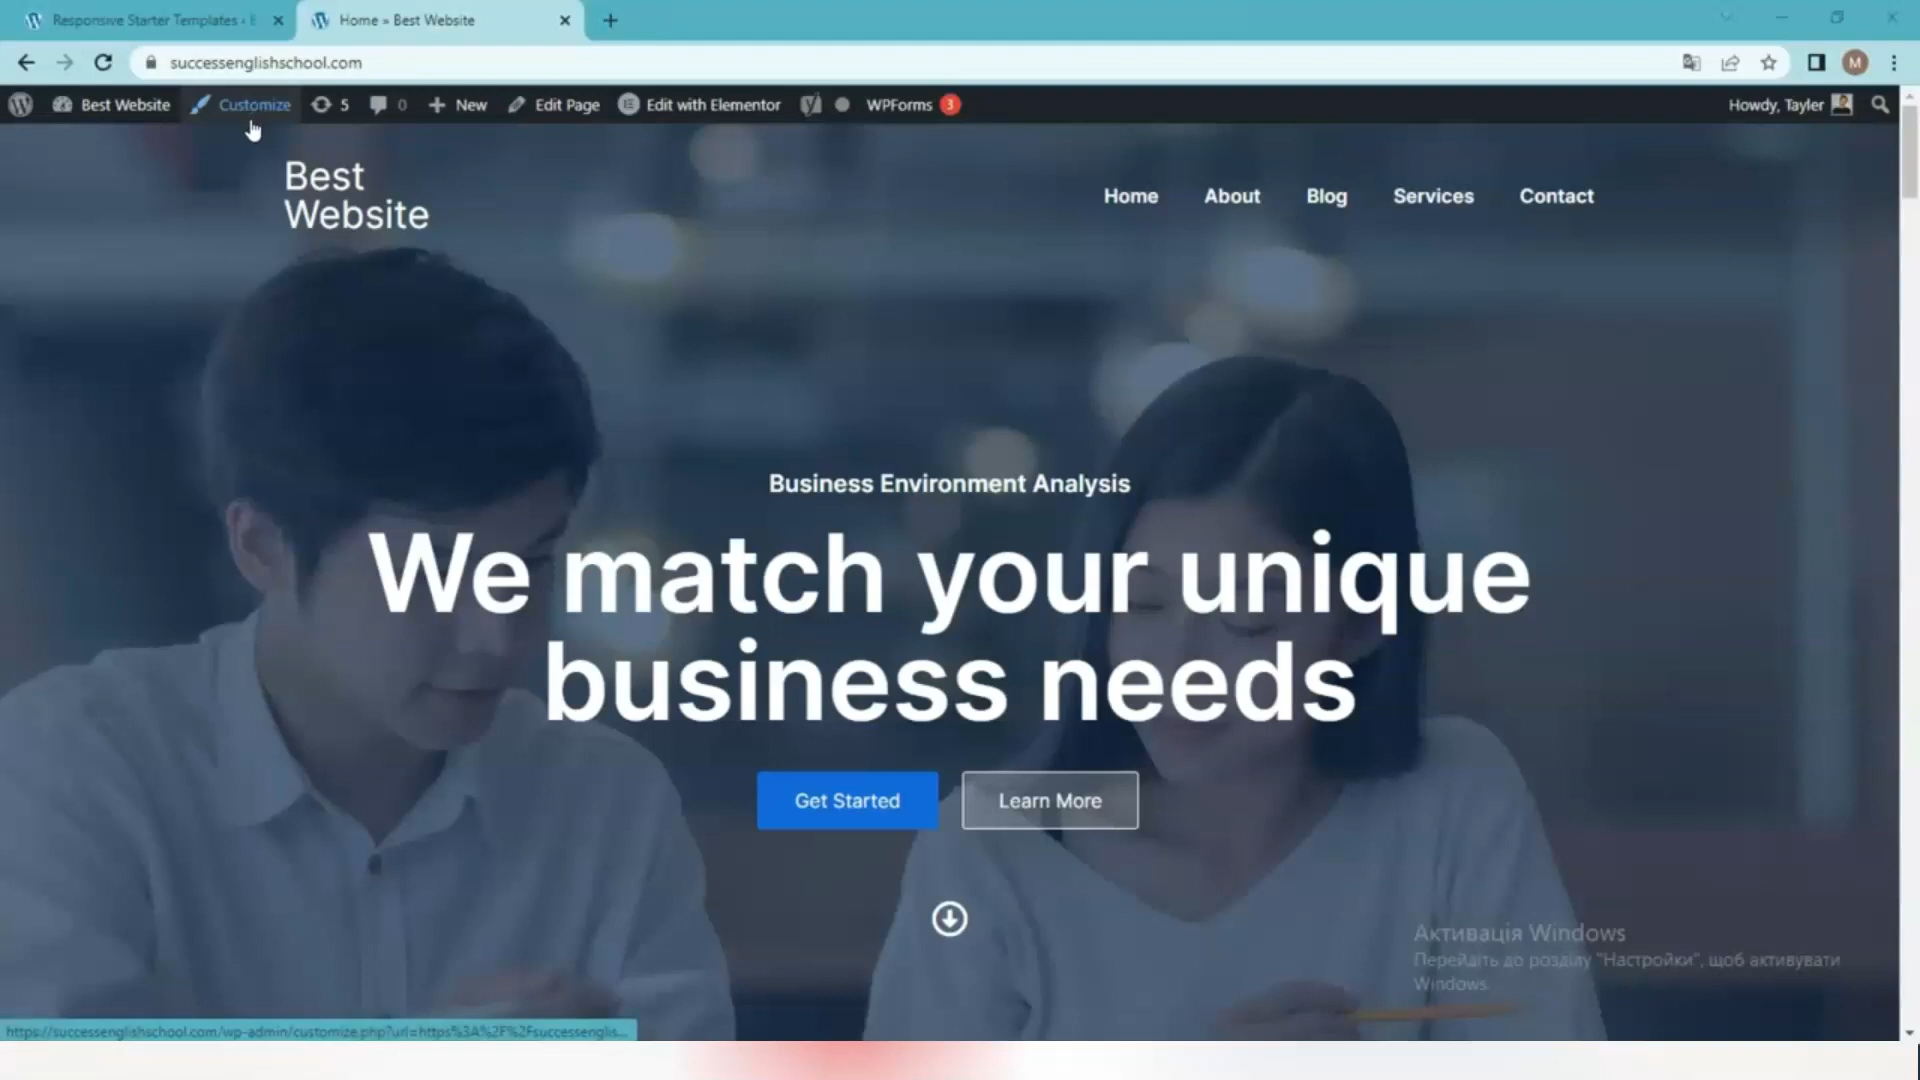 Responsive Starter Templates ‹
Home » Best Website
successenglishschool.com
M
Best Website
Customize
5
0
New
Edit Page
Edit with Elementor
WPForms
3
Howdy, Tayler
Best
Website
Home
About
Blog
Services
Contact
Business Environment Analysis
We match your unique
business needs
Get Started
Learn More
Активація Windows
Перейдіть до розділу "Настройки", щоб активувати
Windows.
https://successenglishschool.com/wp-admin/customize.php?url=https%3A%2F%2Fsuccessenglis...